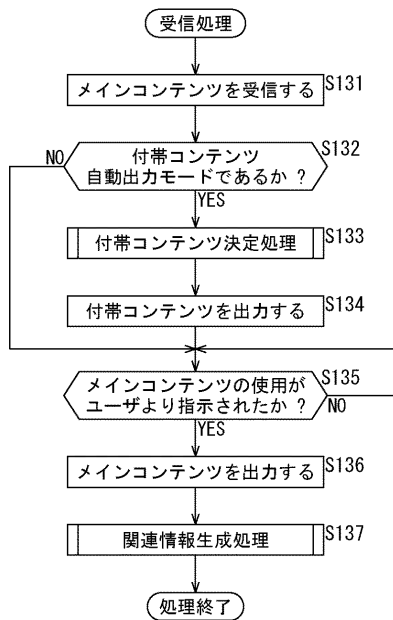 受信処理
メインコンテンツを受信する
S131
付帯コンテンツ
自動出力モードであるか ?
S132
NO
YES
付帯コンテンツ決定処理
S133
付帯コンテンツを出力する
S134
メインコンテンツの使用が
ユーザより指示されたか ?
S135
NO
YES
メインコンテンツを出力する
S136
関連情報生成処理
S137
処理終了